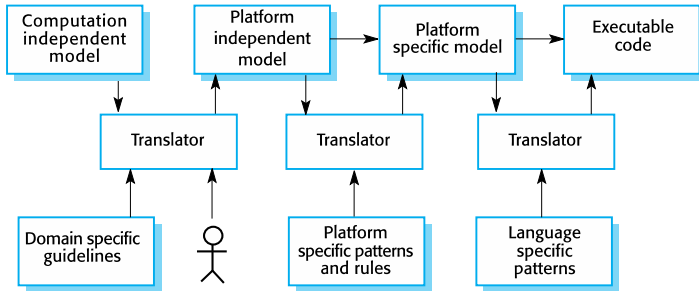 Computation
independent
model
Platform
independent
model
Platform
specific model
Executable
code
Translator
Translator
Translator
Domain specific
guidelines
Platform
specific patterns
and rules
Language
specific
patterns